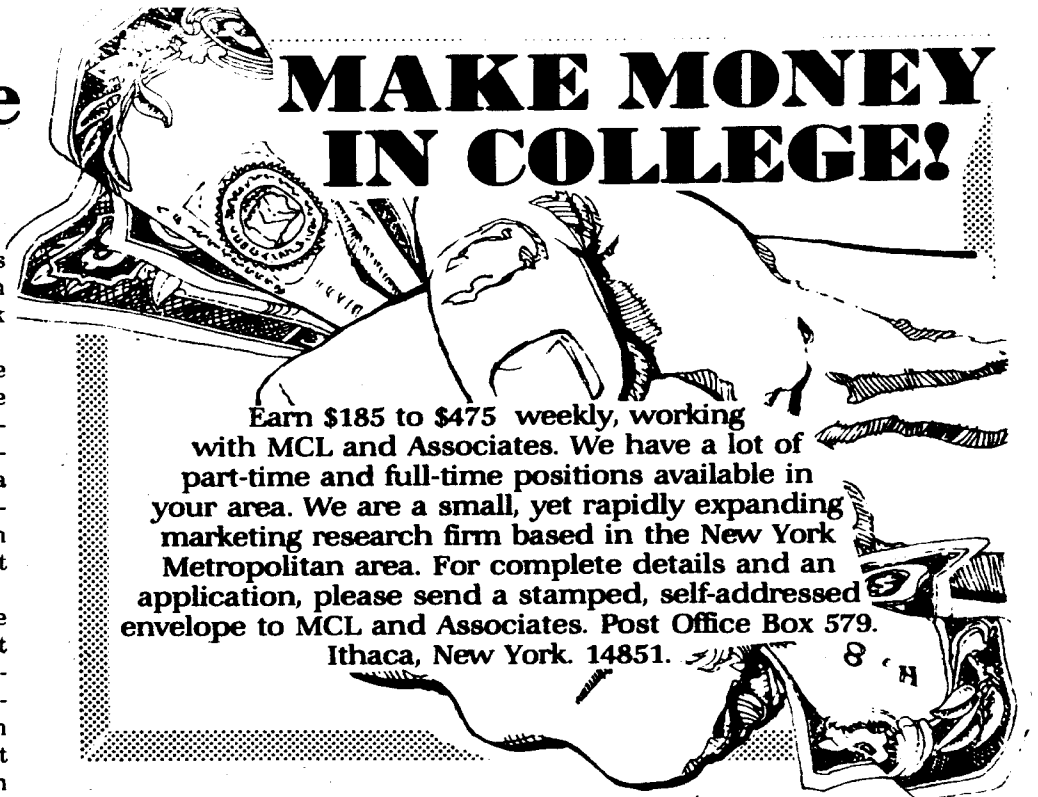 MAKE MONEY
IN COLLEGE!
Earn $185 to $475 weekly, working
with MCL and Associates. We have a lot of
part-time and full-time positions available in
your area. We are a small, yet rapidly expanding
marketing research firm based in the New York
Metropolitan area. For complete details and an
application, please send a stamped, self-addressed
envelope to MCL and Associates. Post Office Box 579.
Ithaca, New York. 14851.